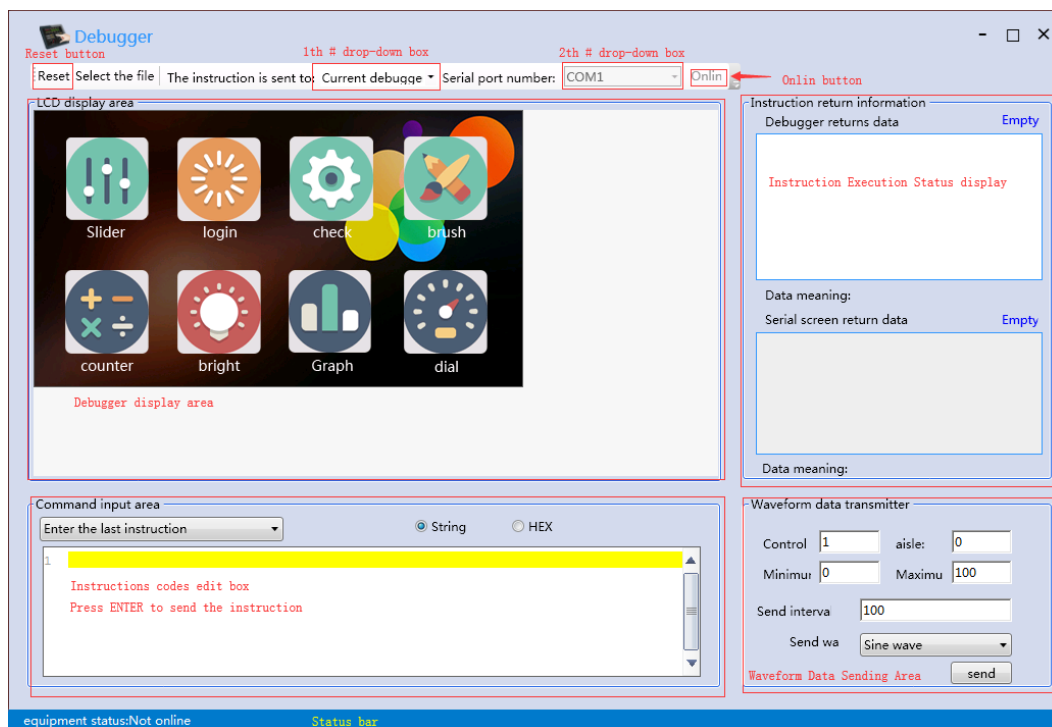 Debugger
Reset button
1th # drop-down box
2th # drop-down box
Reset Select the file The instruction is sent to: Current debugge Serial port number: COM1 Onlin
Onlin button
LCD display area
Slider login check brush
counter bright Graph dial
Debugger display area
Instruction return information
Debugger returns data Empty
Instruction Execution Status display
Data meaning:
Serial screen return data Empty
Data meaning:
Command input area
Enter the last instruction String HEX
1
Instructions codes edit box
Press ENTER to send the instruction
Waveform data transmitter
Control 1 aisle: 0
Minimur 0 Maximu 100
Send interva 100
Send wa Sine wave
Waveform Data Sending Area send
equipment status:Not online Status bar